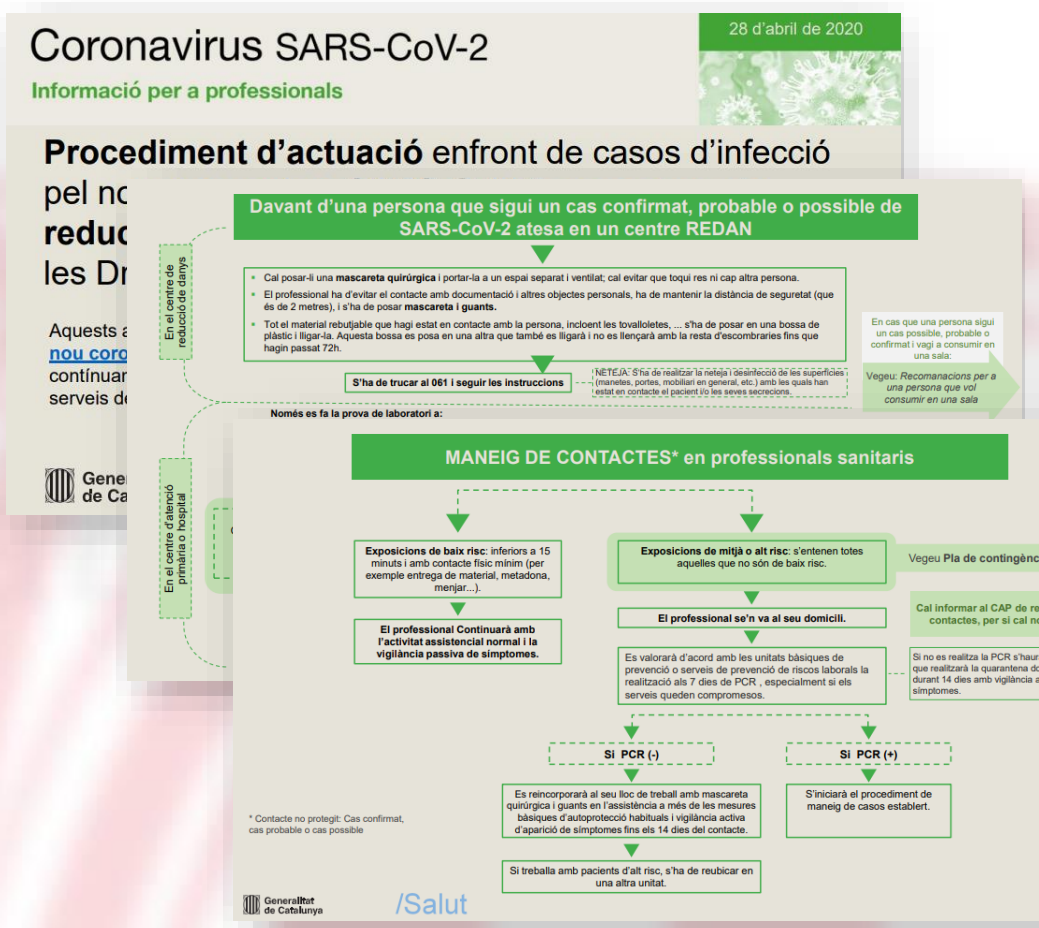 Coronavirus SARS-CoV-2
Informació per a professionals
28 d'abril de 2020
Procediment d'actuació enfront de casos d'infecció
pel
reduc
les
Aquests
nou coro
continuar
serveis de
Gene
de Ca
Davant d'una persona que sigui un cas confirmat, probable o possible de
SARS-CoV-2 atesa en un centre REDAN
En el centre de
reducció de danys
▪ Cal posar-li una mascareta quirúrgica i portar-la a un espai separat i ventilat; cal evitar que toqui res ni cap altra persona.
▪ El professional ha d'evitar el contacte amb documentació i altres objectes personals, ha de mantenir la distància de seguretat (que
és de 2 metres), i s'ha de posar mascareta i guants.
▪ Tot el material rebutjable que hagi estat en contacte amb la persona, incloent les tovalloletes, ... s'ha de posar en una bossa de
plàstic i lligar-la. Aquesta bossa es posa en una altra que també es lligarà i no es llençarà amb la resta d'escombraries fins que
hagin passat 72h.
S'ha de trucar al 061 i seguir les instruccions
NETEJA: S'ha de realitzar la neteja i desinfecció de les superfícies
(manetes, portes, mobiliari en general, etc.) amb les quals han
estat en contacte el pacient i/o les seves secrecions.
En cas que una persona sigui
un cas possible, probable o
confirmat i vagi a consumir en
una sala:
Vegeu: Recomanacions per a
una persona que vol
consumir en una sala
Només es fa la prova de laboratori a:
En el centre d'atenció
primària o hospital
MANEIG DE CONTACTES* en professionals sanitaris
Exposicions de baix risc: inferiors a 15
minuts i amb contacte físic mínim (per
exemple entrega de material, metadona,
menjar...).
El professional Continuarà amb
l'activitat assistencial normal i la
vigilància passiva de símptomes.
Exposicions de mitjà o alt risc: s'entenen totes
aquelles que no són de baix risc.
Vegeu Pla de contingènc
El professional se'n va al seu domicili.
Cal informar al CAP de re
contactes, per si cal no
Es valorarà d'acord amb les unitats bàsiques de
prevenció o serveis de prevenció de riscos laborals la
realització als 7 dies de PCR , especialment si els
serveis queden compromesos.
Si no es realitza la PCR s'haur
que realitzarà la quarantena do
durant 14 dies amb vigilància a
símptomes.
Si PCR (-)
Si PCR (+)
Es reincorporarà al seu lloc de treball amb mascareta
quirúrgica i guants en l'assistència a més de les mesures
bàsiques d'autoprotecció habituals i vigilància activa
d'aparició de símptomes fins els 14 dies del contacte.
S'iniciarà el procediment de
maneig de casos establert.
Si treballa amb pacients d'alt risc, s'ha de reubicar en
una altra unitat.
* Contacte no protegit: Cas confirmat,
cas probable o cas possible
Generalitat
de Catalunya
/Salut